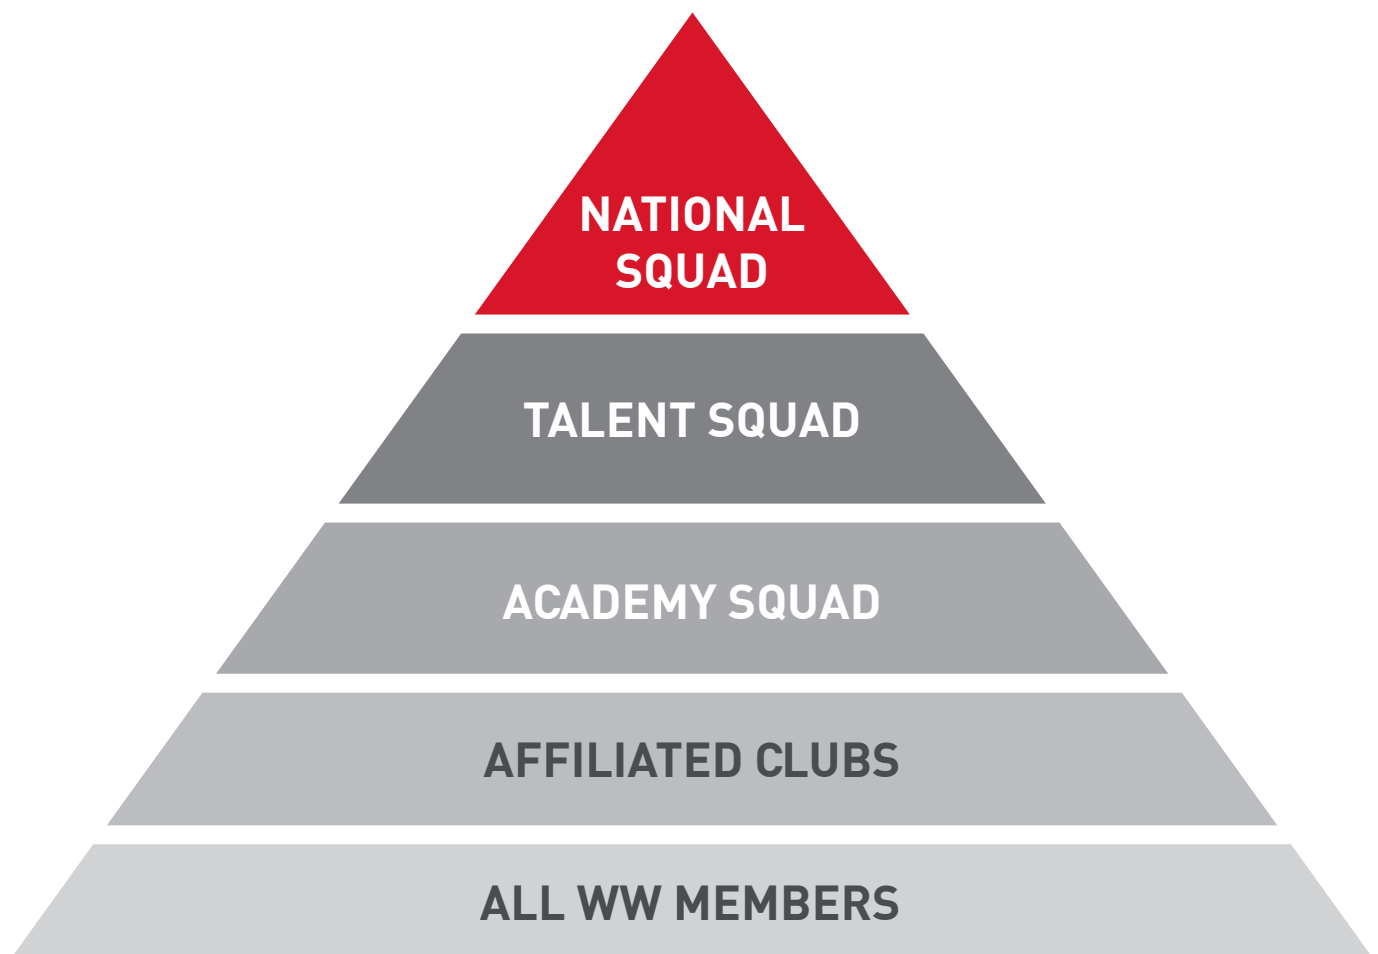 NATIONAL
SQUAD
TALENT SQUAD
ACADEMY SQUAD
AFFILIATED CLUBS
ALL WW MEMBERS